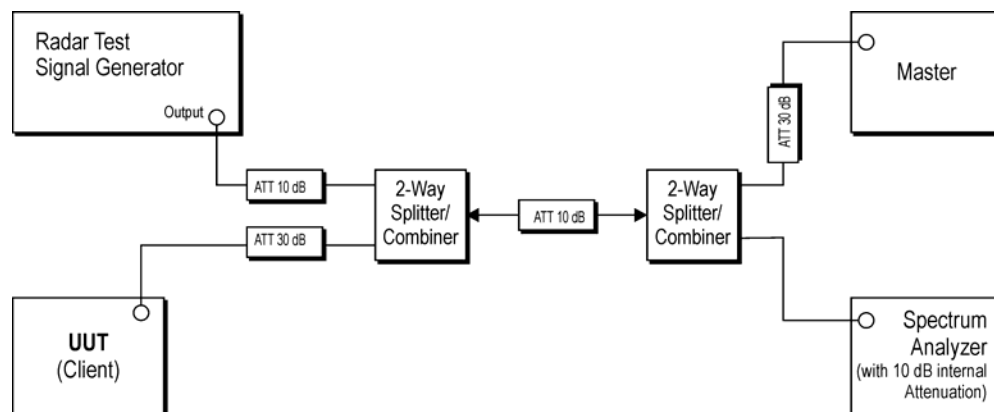 Radar Test
Signal Generator
Output
ATT 10 dB
ATT 30 dB
UUT
(Client)
2-Way
Splitter/
Combiner
ATT 10 dB
2-Way
Splitter/
Combiner
ATT 30 dB
Master
Spectrum
Analyzer
(with 10 dB internal
Attenuation)